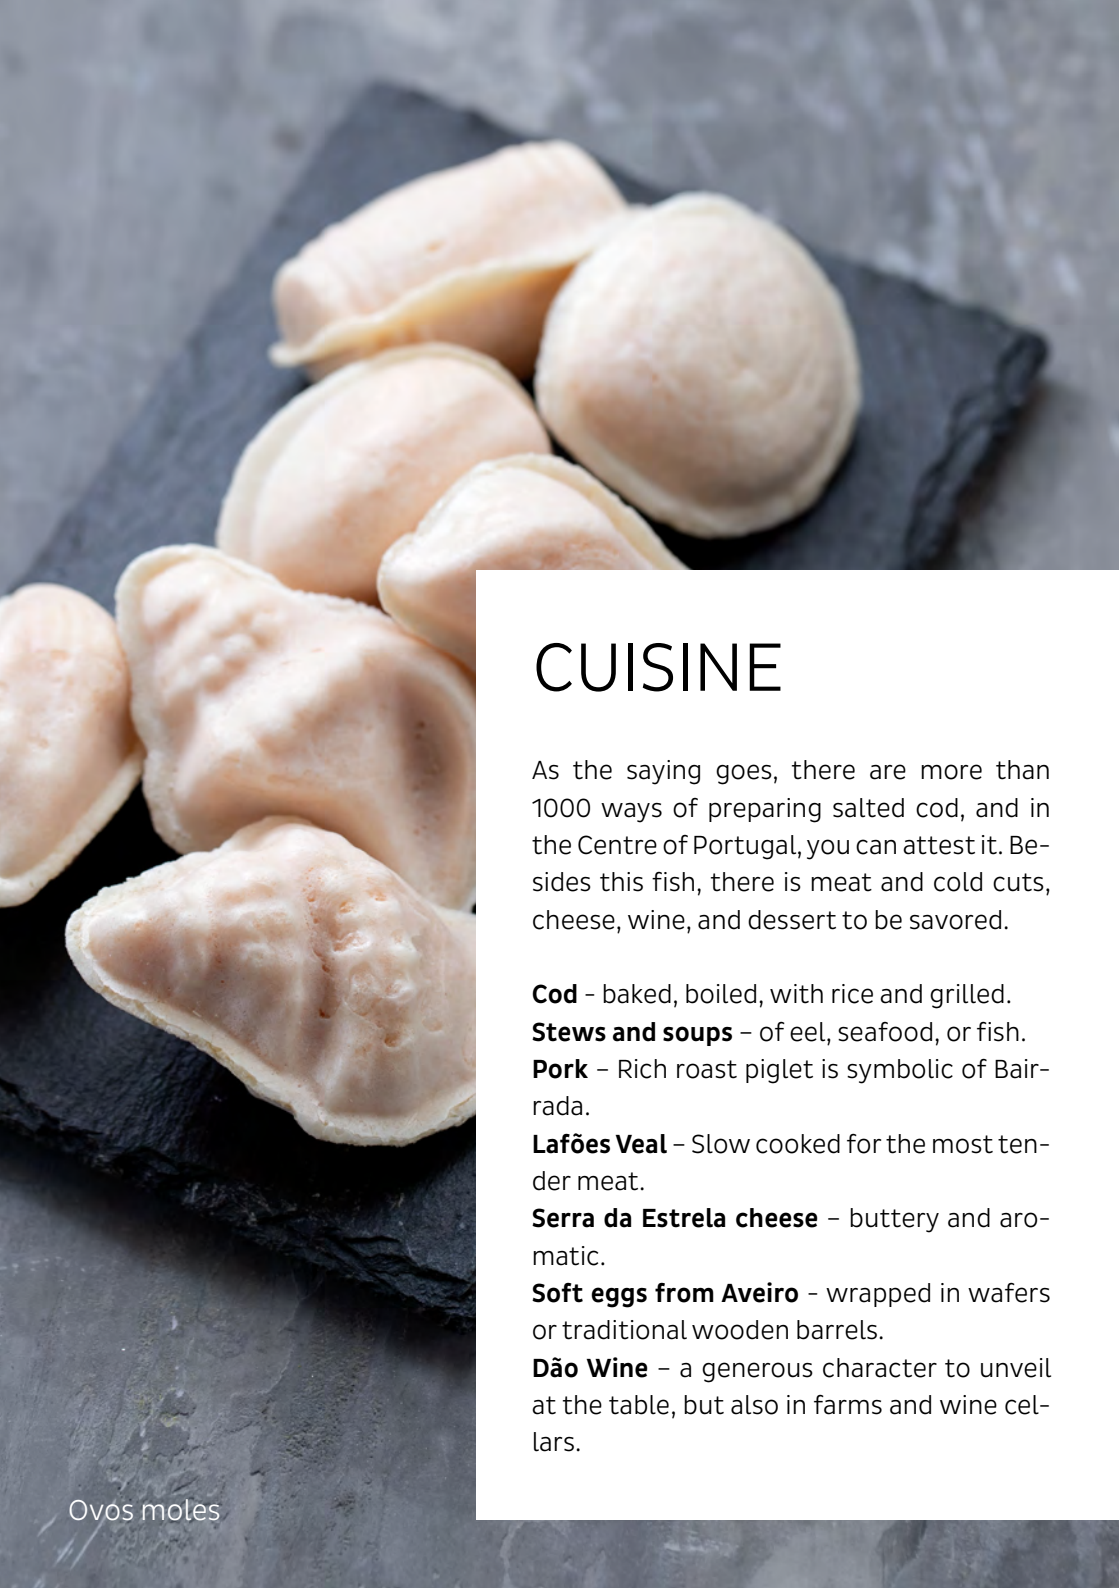 CUISINE
As the saying goes, there are more than
1000 ways of preparing salted cod, and in
the Centre of Portugal, you can attest it. Be-
sides this fish, there is meat and cold cuts,
cheese, wine, and dessert to be savored.
Cod - baked, boiled, with rice and grilled.
Stews and soups – of eel, seafood, or fish.
Pork – Rich roast piglet is symbolic of Bair-
rada.
Lafões Veal – Slow cooked for the most ten-
der meat.
Serra da Estrela cheese – buttery and aro-
matic.
Soft eggs from Aveiro - wrapped in wafers
or traditional wooden barrels.
Dão Wine – a generous character to unveil
at the table, but also in farms and wine cel-
lars.
Ovos moles